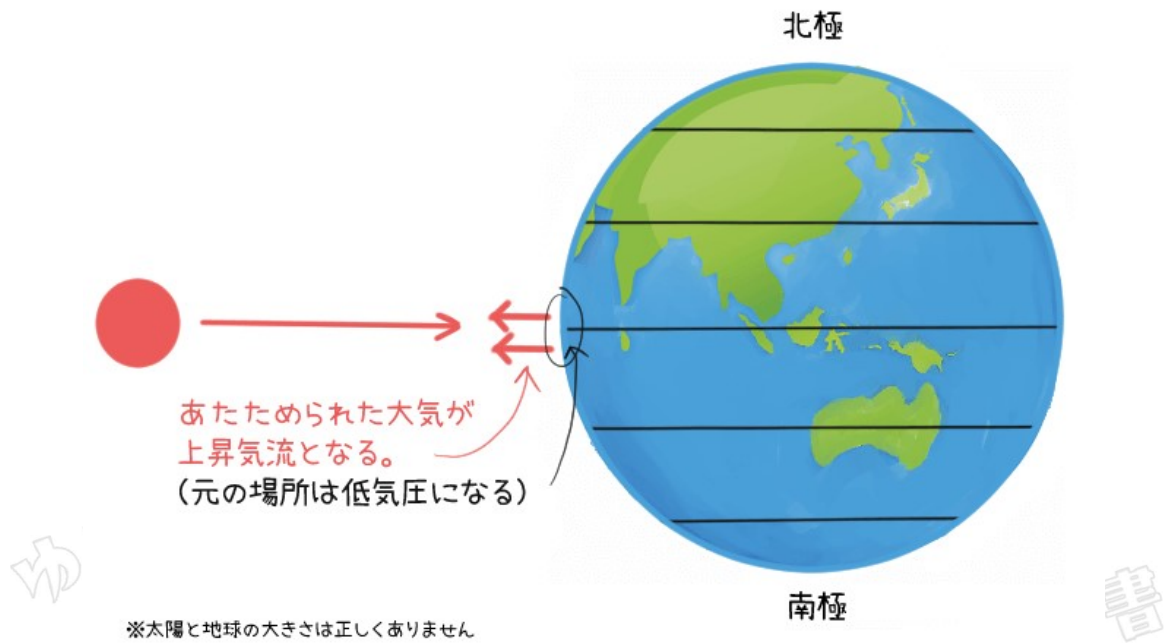 北極
あたためられた大気が
上昇気流となる。
（元の場所は低気圧になる）
南極
ゆ
書
※太陽と地球の大きさは正しくありません